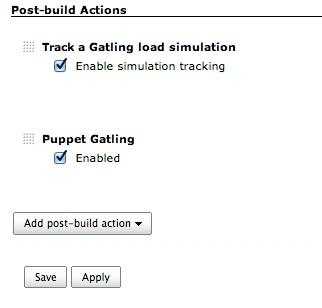 Post-build Actions
Track a Gatling load simulation
Enable simulation tracking
Puppet Gatling
Enabled
Add post-build action
Save Apply